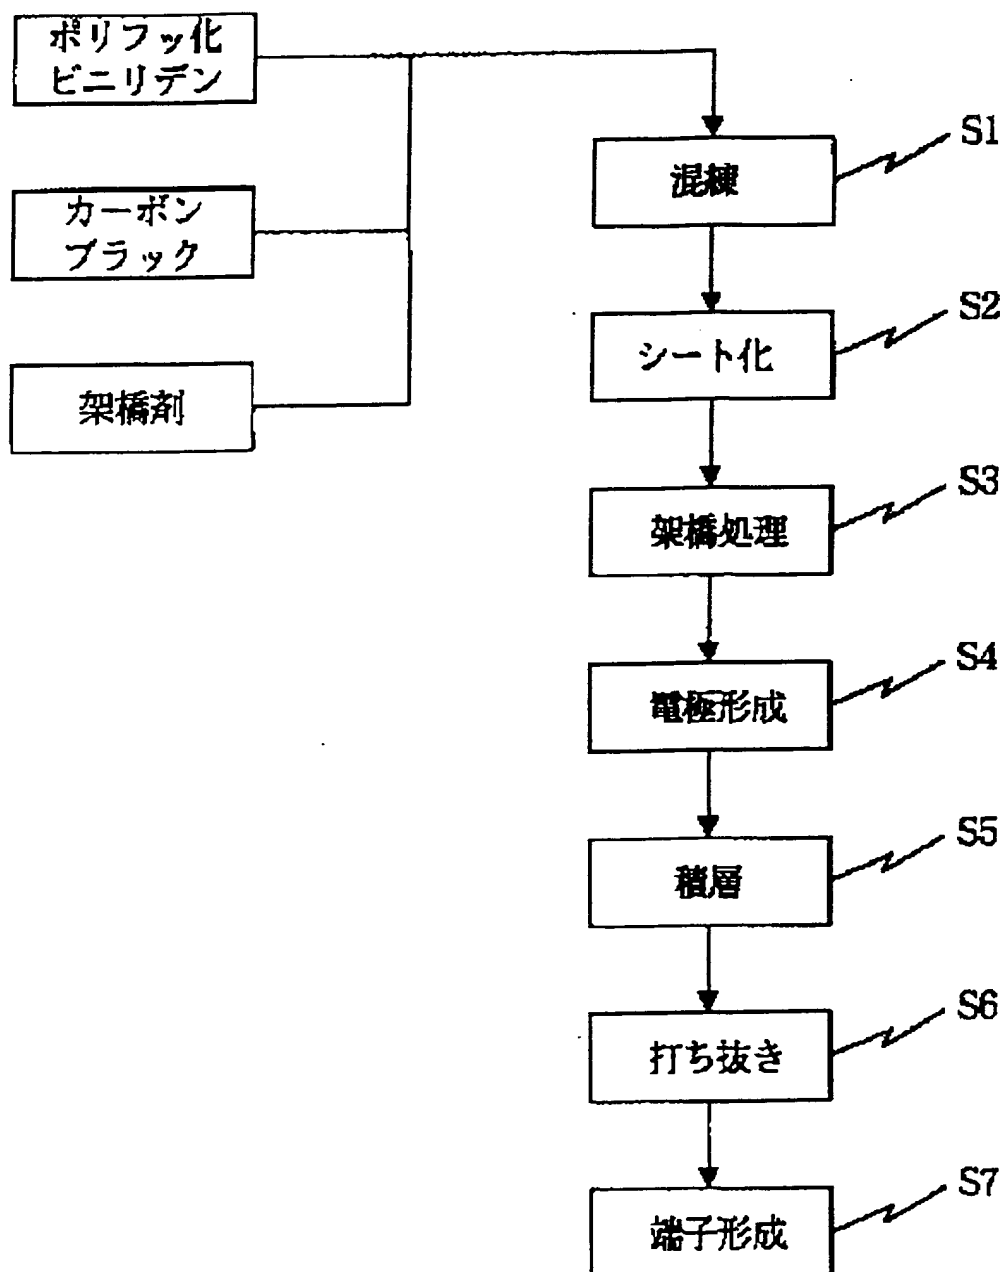 ポリフッ化
ビニリデン
カーボン
ブラック
架橋剤
混練
S1
シート化
S2
架橋処理
S3
電極形成
S4
積層
S5
打ち抜き
S6
端子形成
S7